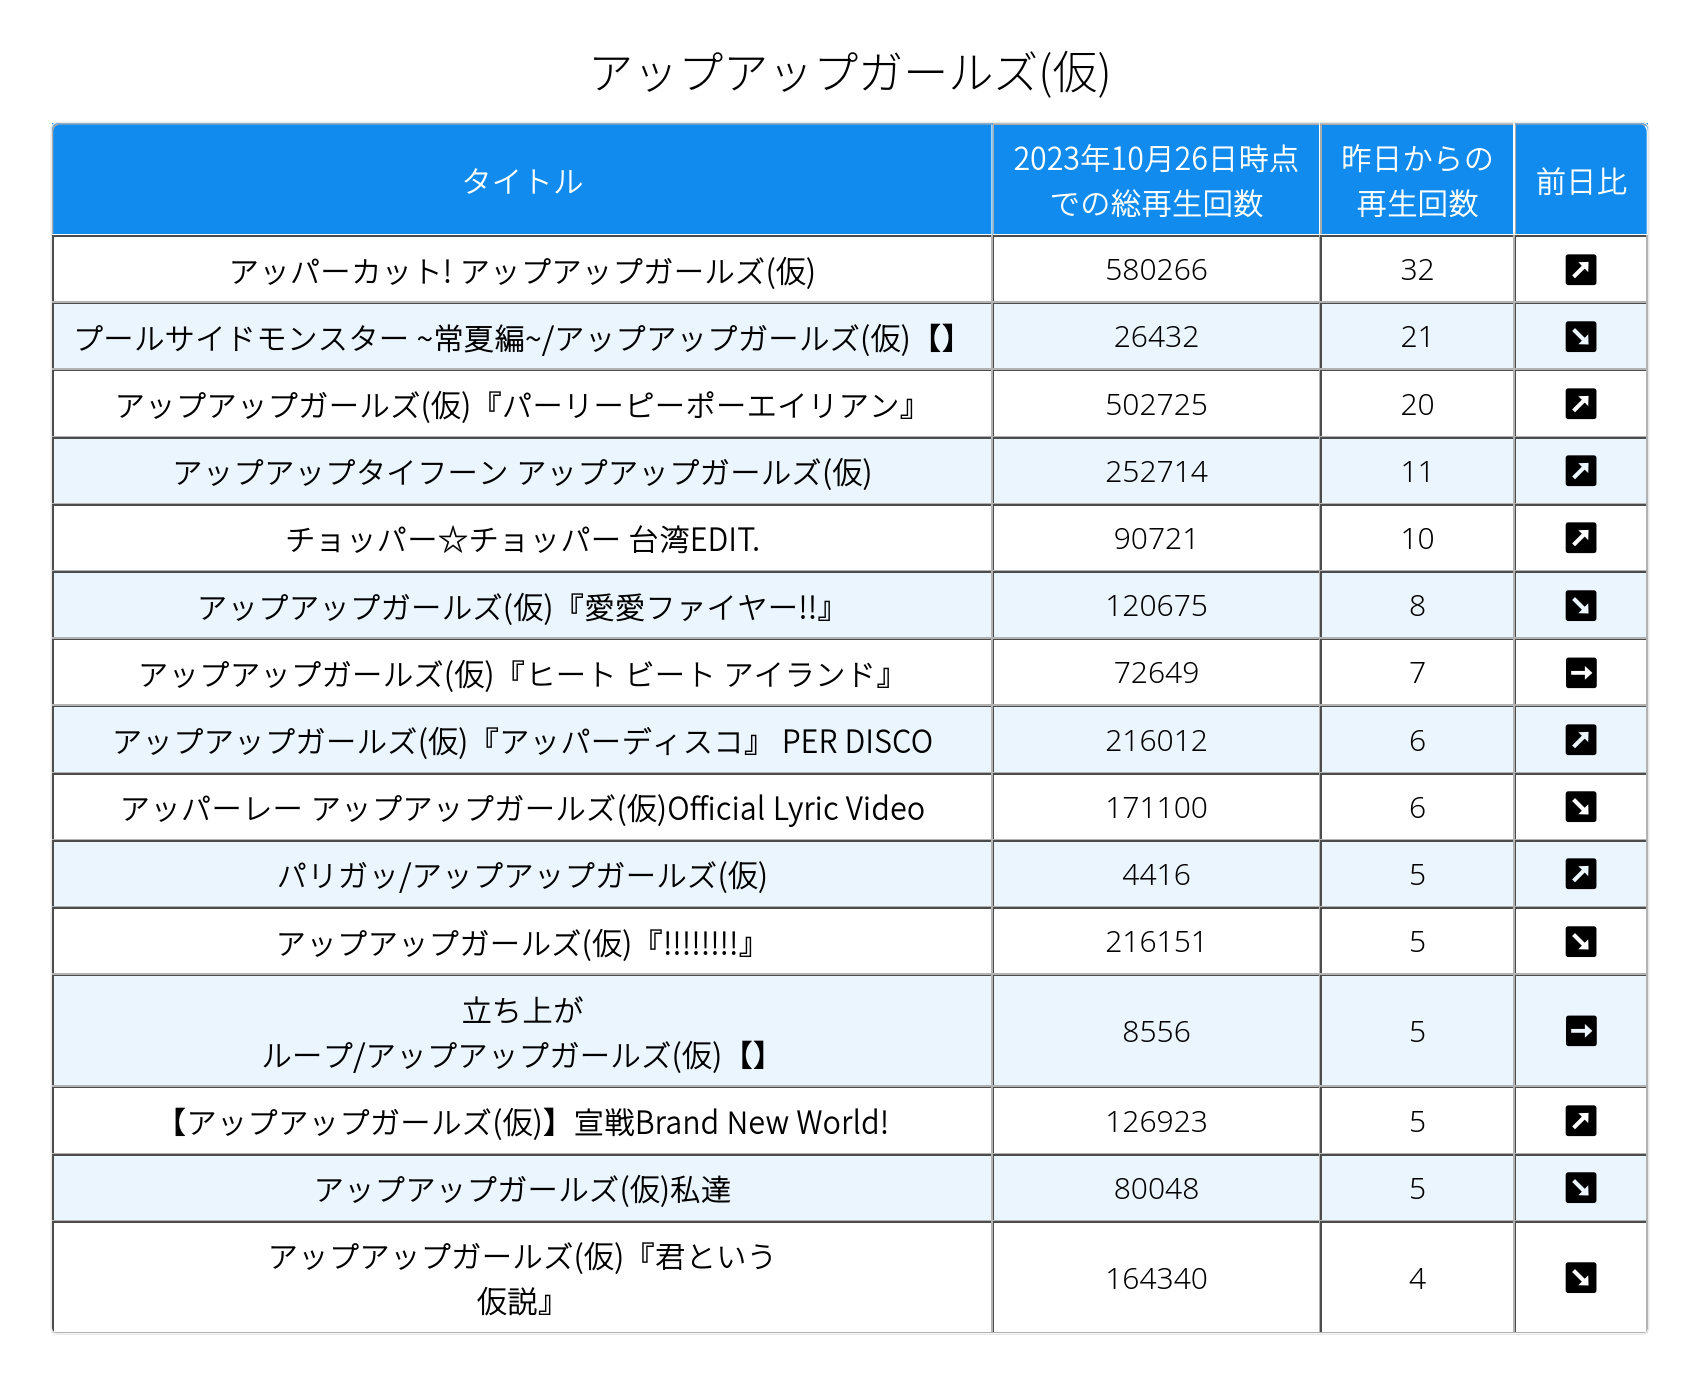 アップアップガールズ(仮)
タイトル 2023年10月26日時点 での総再生回数 昨日からの 再生回数 前日比
アッパーカット! アップアップガールズ(仮) 580266 32 ↗
プールサイドモンスター ~常夏編~/アップアップガールズ(仮)【】 26432 21 ↘
アップアップガールズ(仮)『パーリーピーポーエイリアン』 502725 20 ↗
アップアップタイフーン アップアップガールズ(仮) 252714 11 ↗
チョッパー☆チョッパー 台湾EDIT. 90721 10 ↗
アップアップガールズ(仮)『愛愛ファイヤー!!』 120675 8 ↘
アップアップガールズ(仮)『ヒート ビート アイランド』 72649 7 →
アップアップガールズ(仮)『アッパーディスコ』 PER DISCO 216012 6 ↗
アッパーレー アップアップガールズ(仮)Official Lyric Video 171100 6 ↘
パリガッ/アップアップガールズ(仮) 4416 5 ↗
アップアップガールズ(仮)『!!!!!!!!』 216151 5 ↘
立ち上が
ループ/アップアップガールズ(仮)【】 8556 5 →
【アップアップガールズ(仮)】宣戦Brand New World! 126923 5 ↗
アップアップガールズ(仮)私達 80048 5 ↘
アップアップガールズ(仮)『君という
仮説』 164340 4 ↘